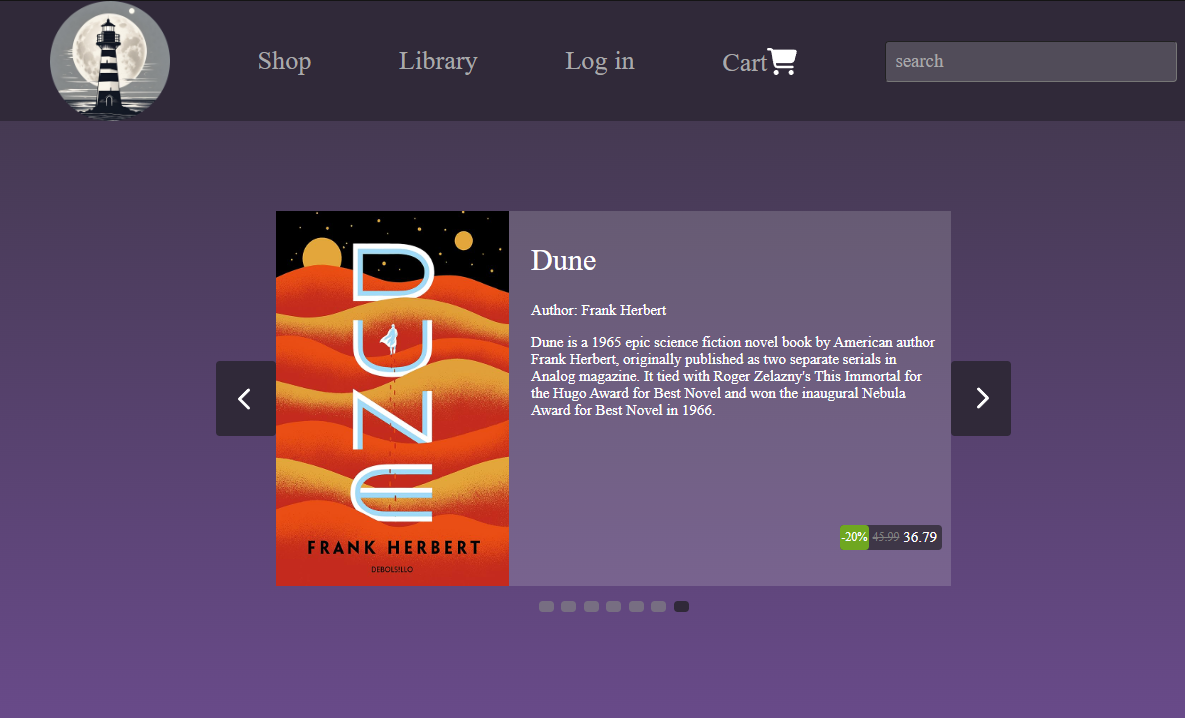 Shop
Library
Log in
Cart
search
DUNE
FRANK HERBERT
DEBOLS!LLO
Dune
Author: Frank Herbert
Dune is a 1965 epic science fiction novel book by American author
Frank Herbert, originally published as two separate serials in
Analog magazine. It tied with Roger Zelazny's This Immortal for
the Hugo Award for Best Novel and won the inaugural Nebula
Award for Best Novel in 1966.
-20% 45.99 36.79